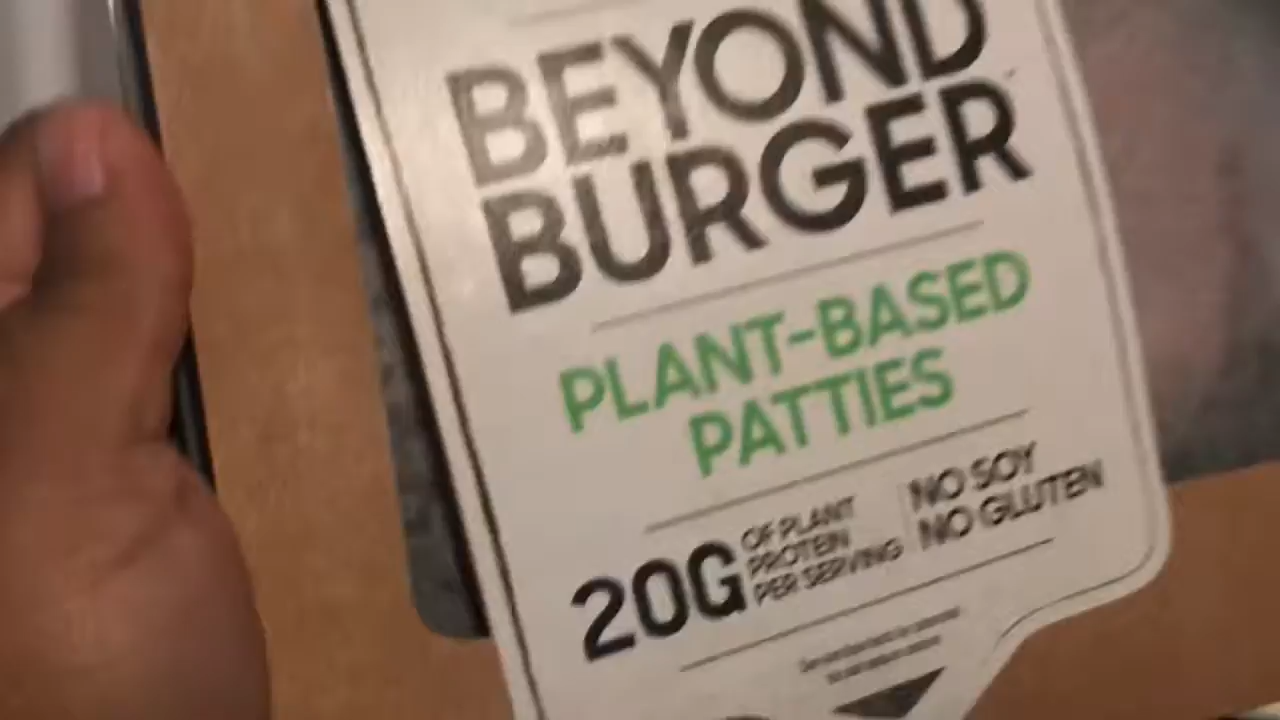 BEYOND
BURGER
PLANT-BASED
PATTIES
20G
OF PLANT
PROTEIN
PER SERVING
NO SOY
NO GLUTEN